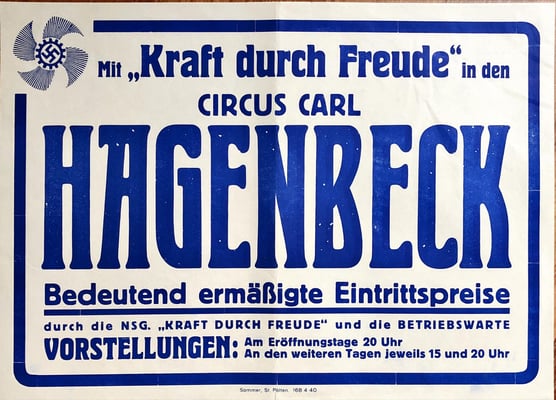 Mit „Kraft durch Freude" in den
CIRCUS CARL
HAGENBECK
Bedeutend ermäßigte Eintrittspreise
durch die NSG. „KRAFT DURCH FREUDE" und die BETRIEBSWARTE
VORSTELLUNGEN: Am Eröffnungstage 20 Uhr
An den weiteren Tagen jeweils 15 und 20 Uhr
Sommer, St. Pölten. 168 4 40